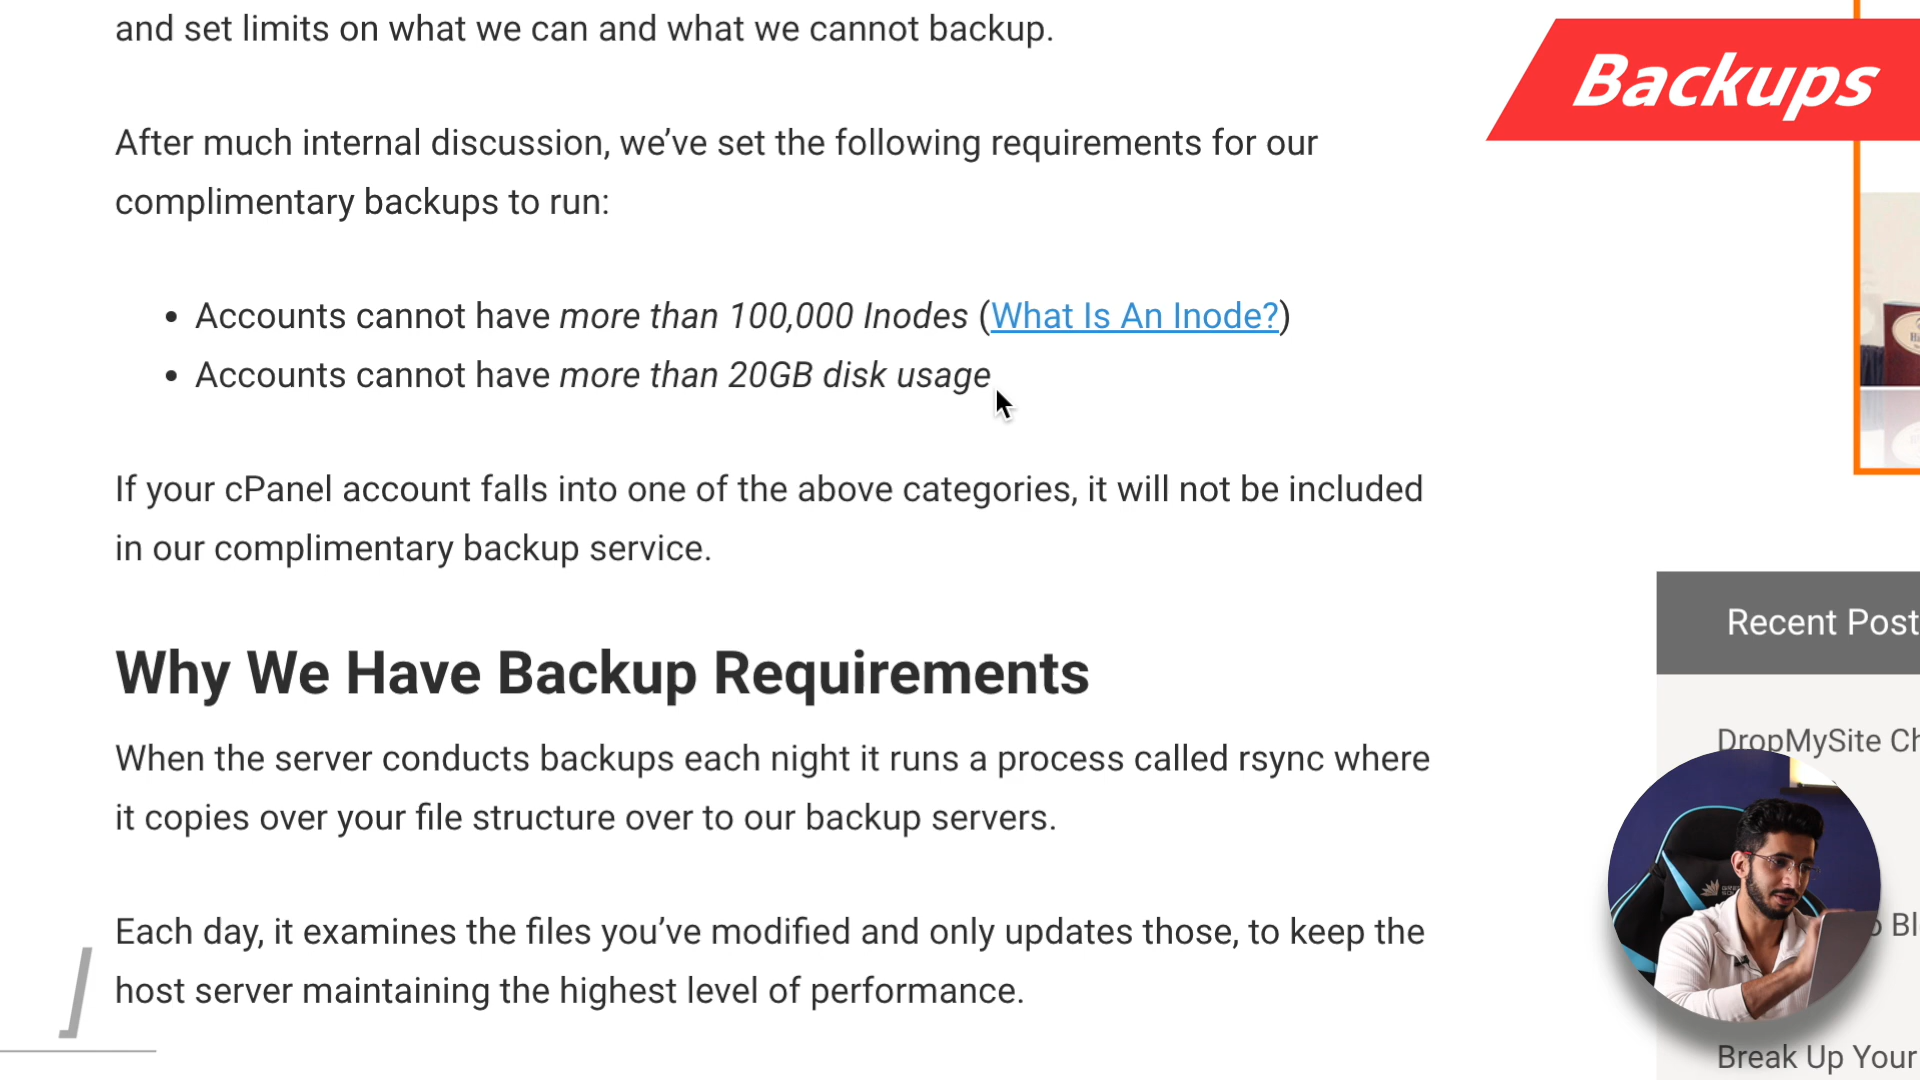 and set limits on what we can and what we cannot backup.
Backups
After much internal discussion, we’ve set the following requirements for our
complimentary backups to run:
• Accounts cannot have more than 100,000 Inodes (What Is An Inode?)
• Accounts cannot have more than 20GB disk usage
If your cPanel account falls into one of the above categories, it will not be included
in our complimentary backup service.
Recent Post
Why We Have Backup Requirements
DropMySite Ch
When the server conducts backups each night it runs a process called rsync where
it copies over your file structure over to our backup servers.
Each day, it examines the files you’ve modified and only updates those, to keep the
host server maintaining the highest level of performance.
Break Up Your